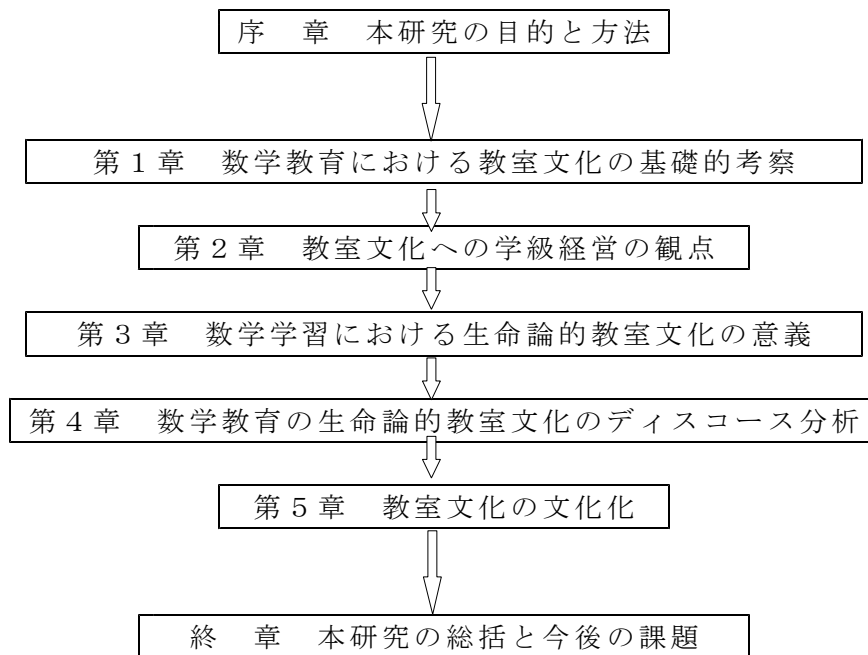 序　章　本研究の目的と方法
第１章　数学教育における教室文化の基礎的考察
第２章　教室文化への学級経営の観点
第３章　数学学習における生命論的教室文化の意義
第４章　数学教育の生命論的教室文化のディスコース分析
第５章　教室文化の文化化
終　章　本研究の総括と今後の課題